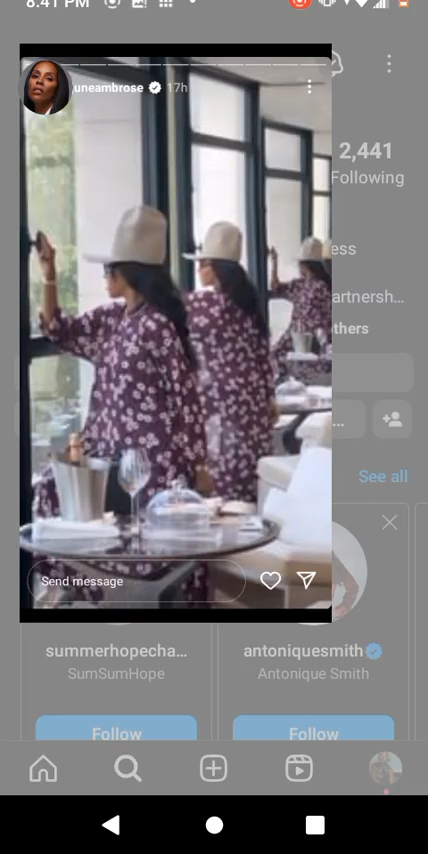 8:41 PM
juneambrose 17h
2,441
Following
ess
artnersh...
thers
...
See all
Send message
summerhopecha...
SumSumHope
antoniquesmith
Antonique Smith
Follow
Follow